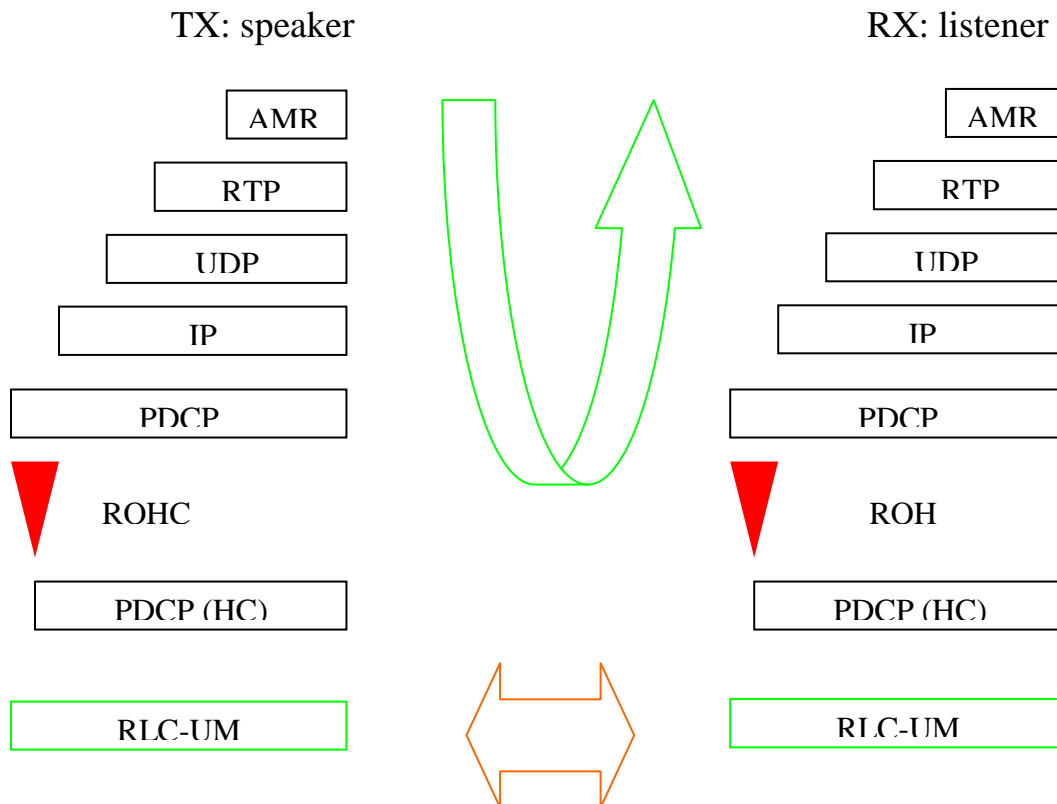 TX: speaker
RX: listener
AMR
AMR
RTP
RTP
UDP
UDP
IP
IP
PDCP
PDCP
ROHC
ROH
PDCP (HC)
PDCP (HC)
RLC-UM
RLC-UM